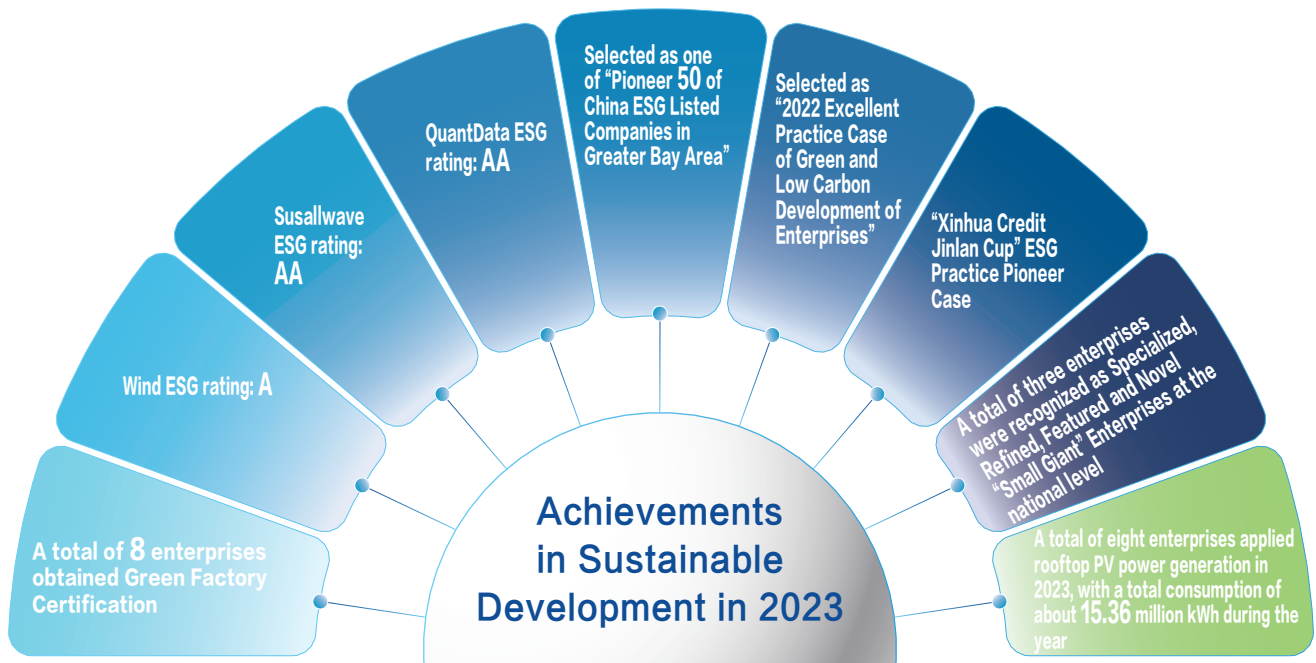 A total of 8 enterprises
obtained Green Factory
Certification
Wind ESG rating: A
Susallwave
ESG rating:
AA
QuantData ESG
rating: AA
Selected as one
of “Pioneer 50 of
China ESG Listed
Companies in
Greater Bay Area”
Selected as
“2022 Excellent
Practice Case
of Green and
Low Carbon
Development of
Enterprises”
“Xinhua Credit
Jinlan Cup” ESG
Practice Pioneer
Case
A total of three enterprises
were recognized as Specialized,
Refined, Featured and Novel
“Small Giant” Enterprises at the
national level
A total of eight enterprises applied
rooftop PV power generation in
2023, with a total consumption of
about 15.36 million kWh during the
year
Achievements
in Sustainable
Development in 2023